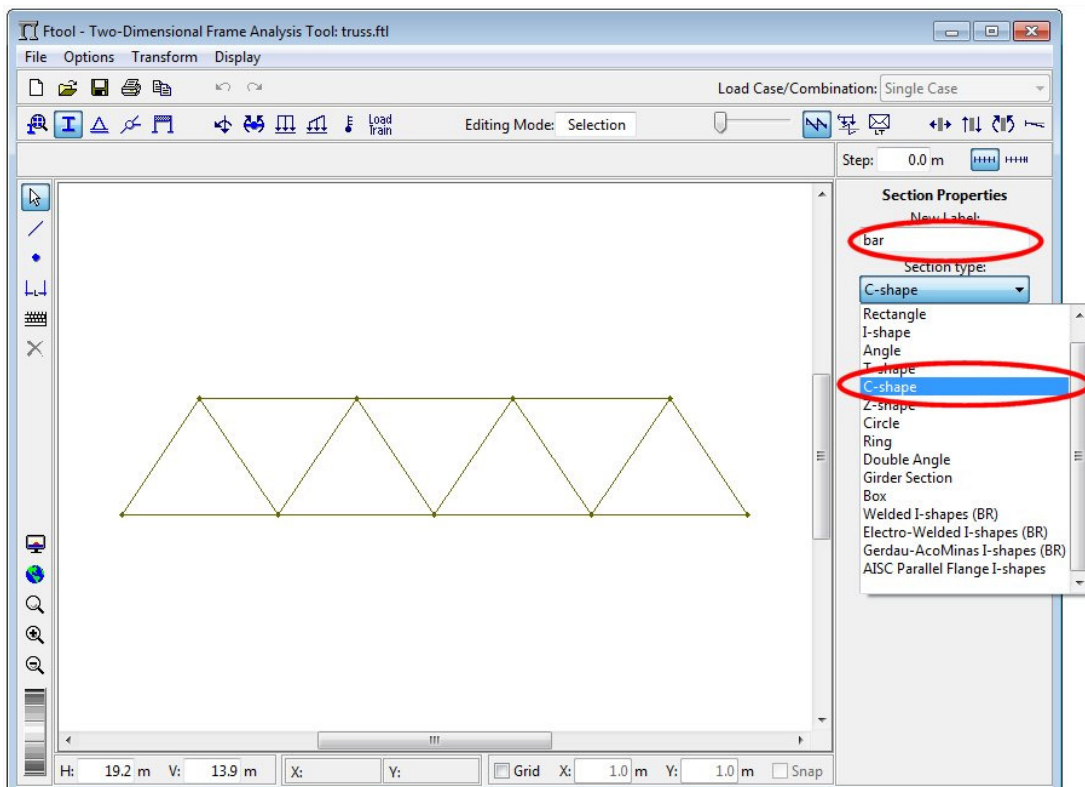 Ftool - Two-Dimensional Frame Analysis Tool: truss.ftl
File Options Transform Display
Load Case/Combination: Single Case
Load Train
Editing Mode: Selection
LT
Step: 0.0 m
Section Properties
New Label:
bar
Section type:
C-shape
Rectangle
I-shape
Angle
T-shape
C-shape
Z-shape
Circle
Ring
Double Angle
Girder Section
Box
Welded I-shapes (BR)
Electro-Welded I-shapes (BR)
Gerdau-AcoMinas I-shapes (BR)
AISC Parallel Flange I-shapes
H: 19.2 m V: 13.9 m X: Y: Grid X: 1.0 m Y: 1.0 m Snap